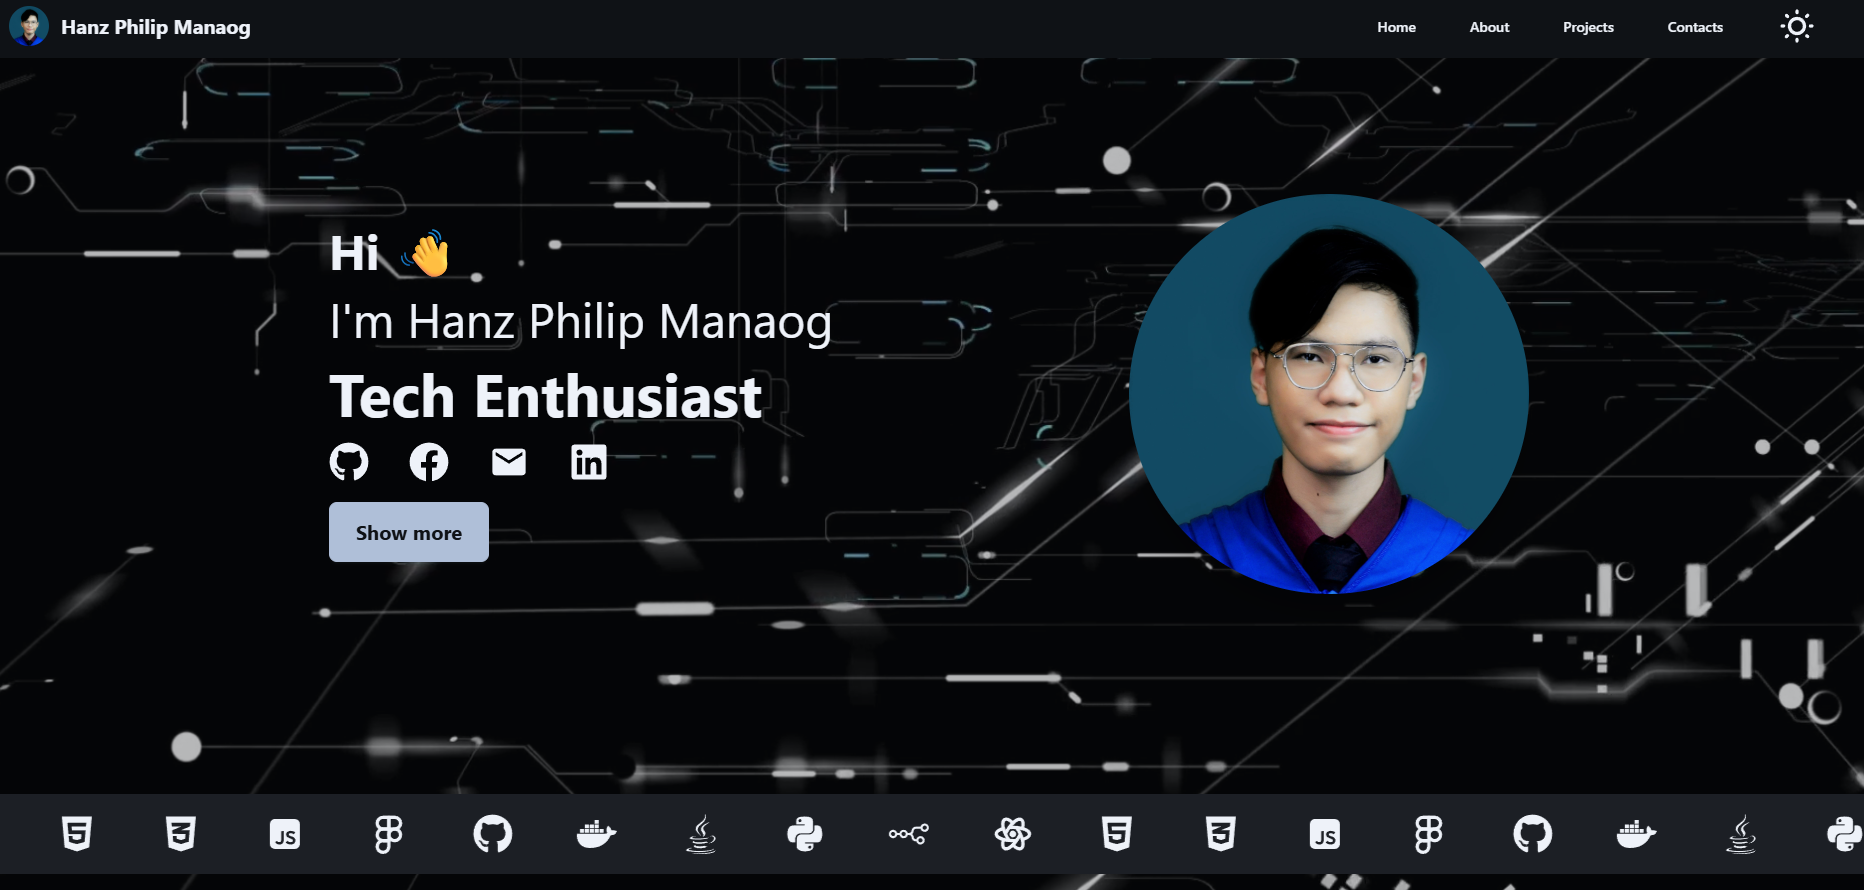 Hanz Philip Manaog
Home
About
Projects
Contacts
Hi 👋
I'm Hanz Philip Manaog
Tech Enthusiast
in
Show more
5
3
JS
5
3
JS